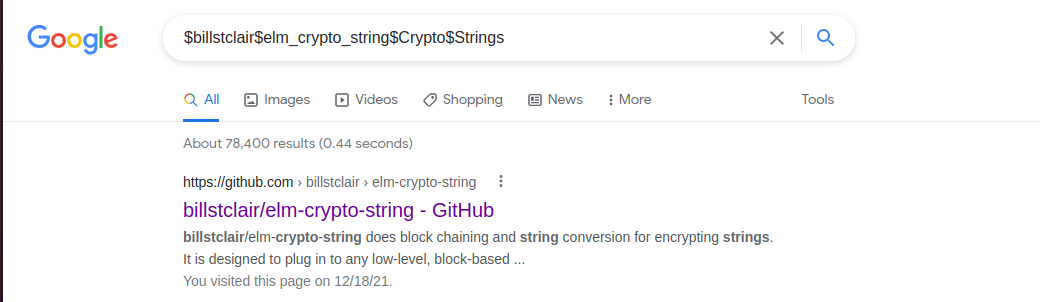 Google $billstclair$elm_crypto_string$Crypto$Strings
All Images Videos Shopping News More Tools
About 78,400 results (0.44 seconds)
https://github.com › billstclair › elm-crypto-string
billstclair/elm-crypto-string - GitHub
billstclair/elm-crypto-string does block chaining and string conversion for encrypting strings.
It is designed to plug in to any low-level, block-based ...
You visited this page on 12/18/21.